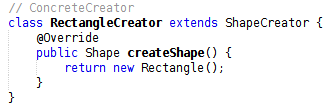 // ConcreteCreator
class RectangleCreator extends ShapeCreator {
    @Override
    public Shape createShape() {
        return new Rectangle();
    }
}